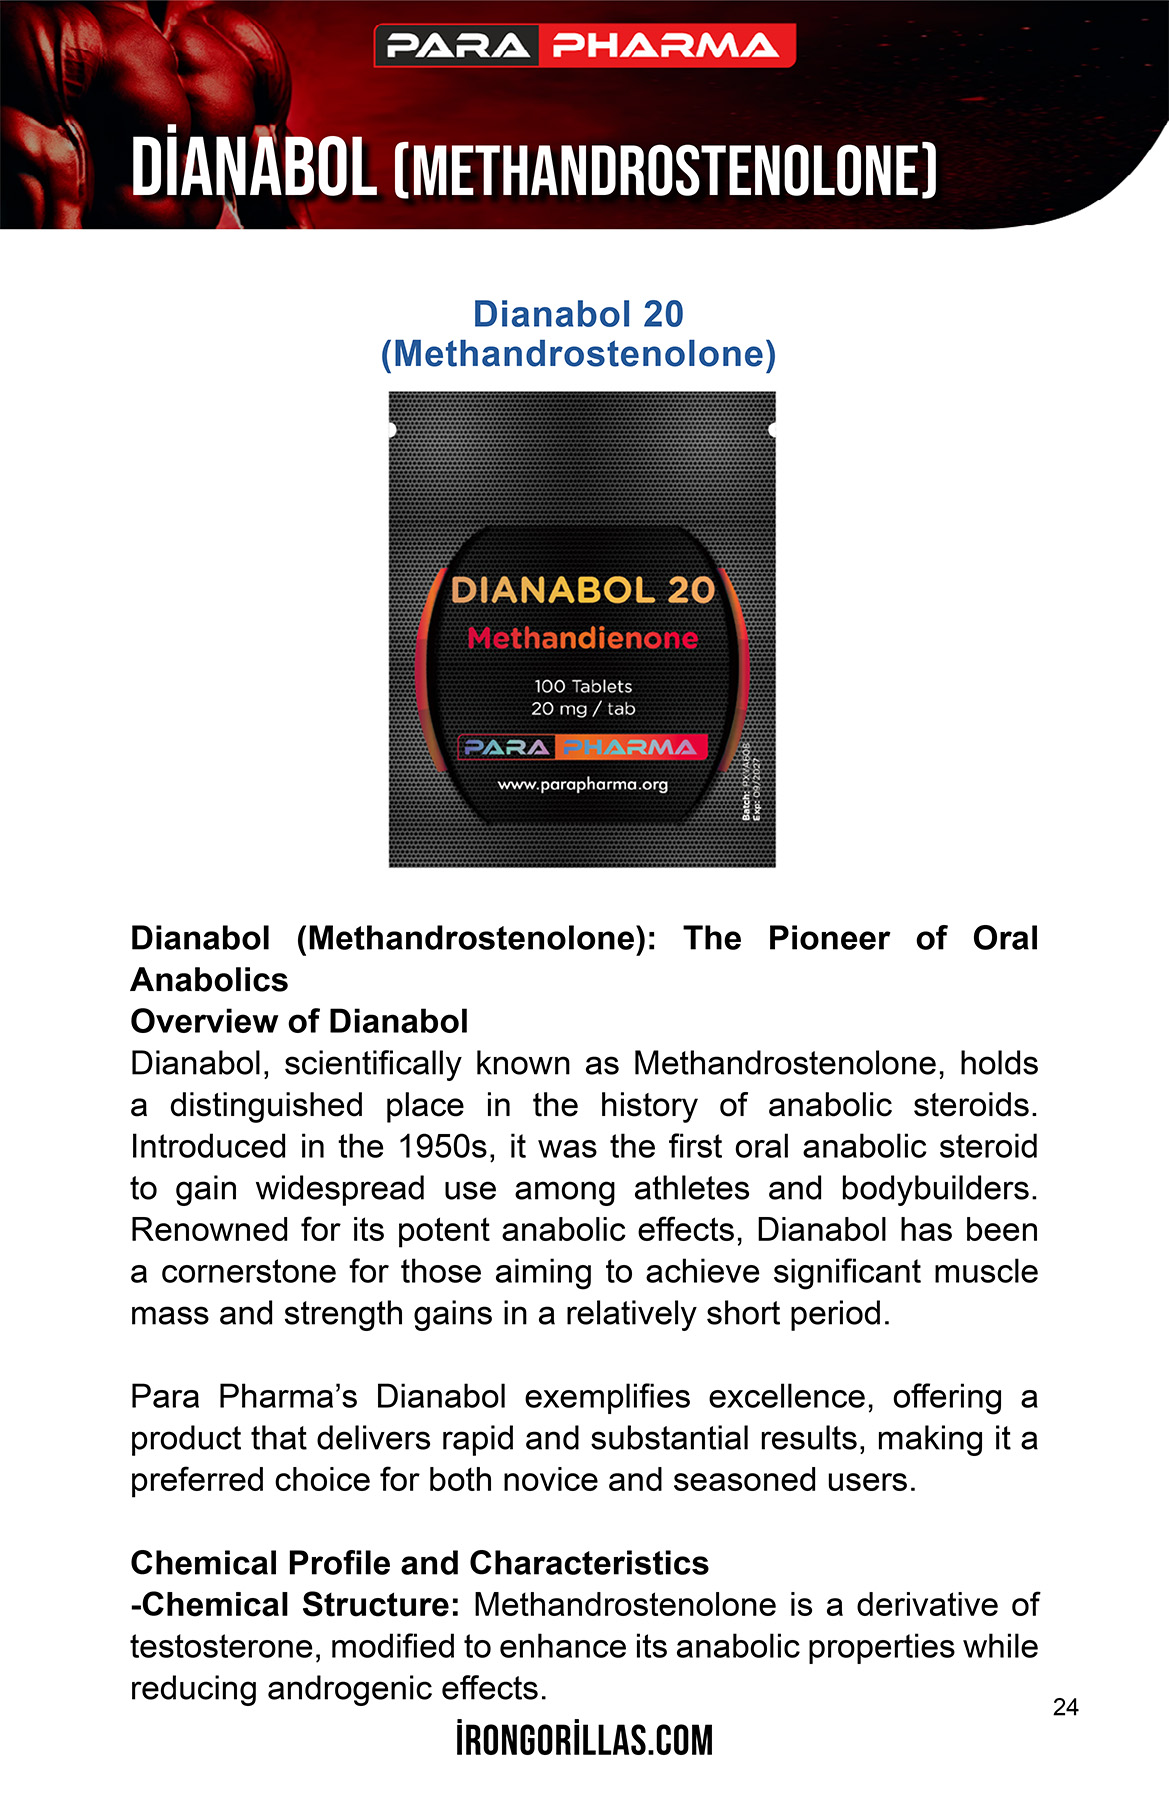 PARA PHARMA
DİANABOL (METHANDROSTENOLONE)
Dianabol 20
(Methandrostenolone)
DIANABOL 20
Methandienone
100 Tablets
20 mg / tab
PARA PHARMA
www.parapharma.org
Batch:
Exp: 09/2027
Dianabol (Methandrostenolone): The Pioneer of Oral
Anabolics
Overview of Dianabol
Dianabol, scientifically known as Methandrostenolone, holds
a distinguished place in the history of anabolic steroids.
Introduced in the 1950s, it was the first oral anabolic steroid
to gain widespread use among athletes and bodybuilders.
Renowned for its potent anabolic effects, Dianabol has been
a cornerstone for those aiming to achieve significant muscle
mass and strength gains in a relatively short period.
Para Pharma’s Dianabol exemplifies excellence, offering a
product that delivers rapid and substantial results, making it a
preferred choice for both novice and seasoned users.
Chemical Profile and Characteristics
-Chemical Structure: Methandrostenolone is a derivative of
testosterone, modified to enhance its anabolic properties while
reducing androgenic effects.
24
İRONGORİLLAS.COM